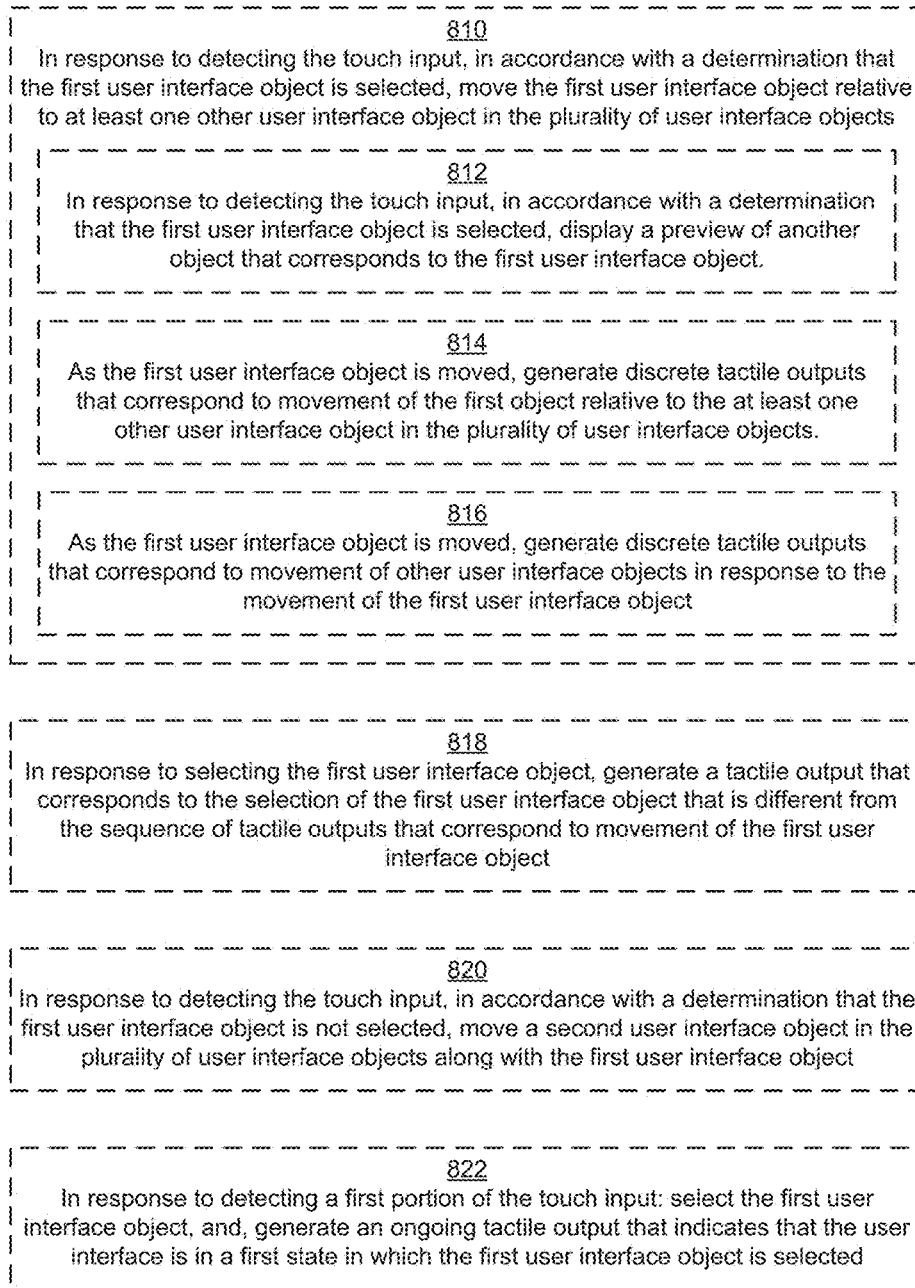 810
In response to detecting the touch input, in accordance with a determination that
the first user interface object is selected, move the first user interface object relative
to at least one other user interface object in the plurality of user interface objects
812
In response to detecting the touch input, in accordance with a determination
that the first user interface object is selected, display a preview of another
object that corresponds to the first user interface object.
814
As the first user interface object is moved, generate discrete tactile outputs
that correspond to movement of the first object relative to the at least one
other user interface object in the plurality of user interface objects.
816
As the first user interface object is moved, generate discrete tactile outputs
that correspond to movement of other user interface objects in response to the
movement of the first user interface object
818
In response to selecting the first user interface object, generate a tactile output that
corresponds to the selection of the first user interface object that is different from
the sequence of tactile outputs that correspond to movement of the first user
interface object
820
In response to detecting the touch input, in accordance with a determination that the
first user interface object is not selected, move a second user interface object in the
plurality of user interface objects along with the first user interface object
822
In response to detecting a first portion of the touch input: select the first user
interface object, and, generate an ongoing tactile output that indicates that the user
interface is in a first state in which the first user interface object is selected